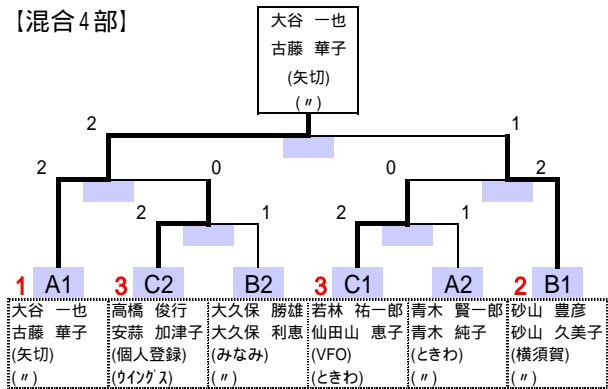 【混合4部】
大谷 一也
古藤 華子
(矢切)
(〃)
2 1
2 0 0 2
2 1 2 1
1 A1 3 C2 B2 3 C1 A2 2 B1
大谷 一也 高橋 俊行 大久保 勝雄 若林 祐一郎 青木 賢一郎 砂山 豊彦
古藤 華子 安蒜 加津子 大久保 利恵 仙田山 恵子 青木 純子 砂山 久美子
(矢切) (個人登録) (みなみ) (VFO) (ときわ) (横須賀)
(〃) (ウイングス) (〃) (ときわ) (〃) (〃)